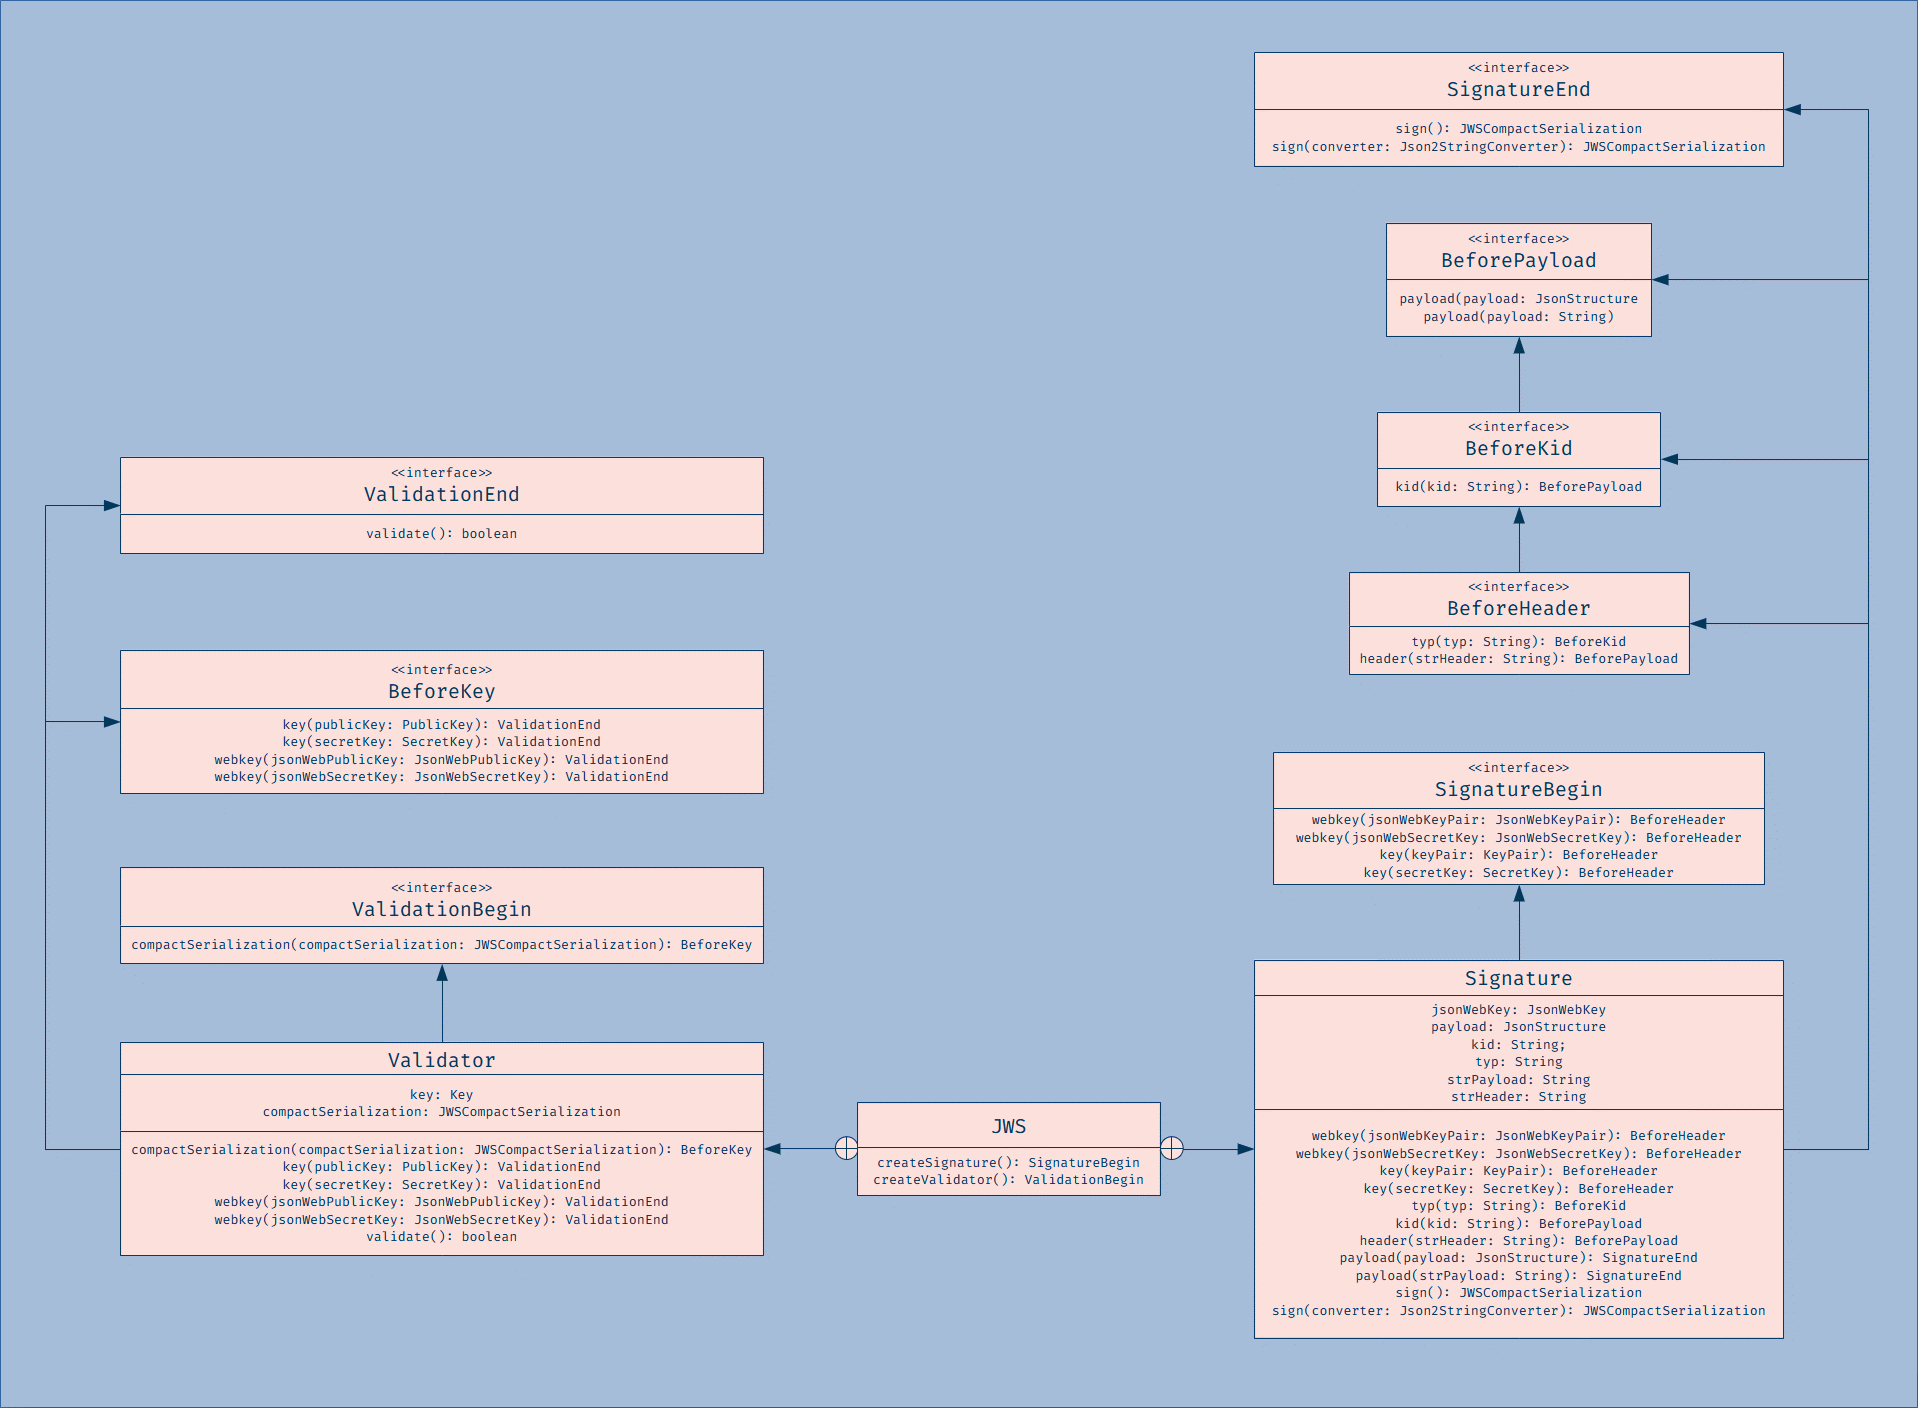 <<interface>>
SignatureEnd
sign(): JWSCompactSerialization
sign(converter: Json2StringConverter): JWSCompactSerialization
<<interface>>
BeforePayload
payload(payload: JsonStructure
payload(payload: String)
<<interface>>
BeforeKid
kid(kid: String): BeforePayload
<<interface>>
BeforeHeader
typ(typ: String): BeforeKid
header(strHeader: String): BeforePayload
<<interface>>
SignatureBegin
webkey(jsonWebKeyPair: JsonWebKeyPair): BeforeHeader
webkey(jsonWebSecretKey: JsonWebSecretKey): BeforeHeader
key(keyPair: KeyPair): BeforeHeader
key(secretKey: SecretKey): BeforeHeader
<<interface>>
ValidationEnd
validate(): boolean
<<interface>>
BeforeKey
key(publicKey: PublicKey): ValidationEnd
key(secretKey: SecretKey): ValidationEnd
webkey(jsonWebPublicKey: JsonWebPublicKey): ValidationEnd
webkey(jsonWebSecretKey: JsonWebSecretKey): ValidationEnd
<<interface>>
ValidationBegin
compactSerialization(compactSerialization: JWSCompactSerialization): BeforeKey
Validator
key: Key
compactSerialization: JWSCompactSerialization
compactSerialization(compactSerialization: JWSCompactSerialization): BeforeKey
key(publicKey: PublicKey): ValidationEnd
key(secretKey: SecretKey): ValidationEnd
webkey(jsonWebPublicKey: JsonWebPublicKey): ValidationEnd
webkey(jsonWebSecretKey: JsonWebSecretKey): ValidationEnd
validate(): boolean
JWS
createSignature(): SignatureBegin
createValidator(): ValidationBegin
Signature
jsonWebKey: JsonWebKey
payload: JsonStructure
kid: String;
typ: String
strPayload: String
strHeader: String
webkey(jsonWebKeyPair: JsonWebKeyPair): BeforeHeader
webkey(jsonWebSecretKey: JsonWebSecretKey): BeforeHeader
key(keyPair: KeyPair): BeforeHeader
key(secretKey: SecretKey): BeforeHeader
typ(typ: String): BeforeKid
kid(kid: String): BeforePayload
header(strHeader: String): BeforePayload
payload(payload: JsonStructure): SignatureEnd
payload(strPayload: String): SignatureEnd
sign(): JWSCompactSerialization
sign(converter: Json2StringConverter): JWSCompactSerialization